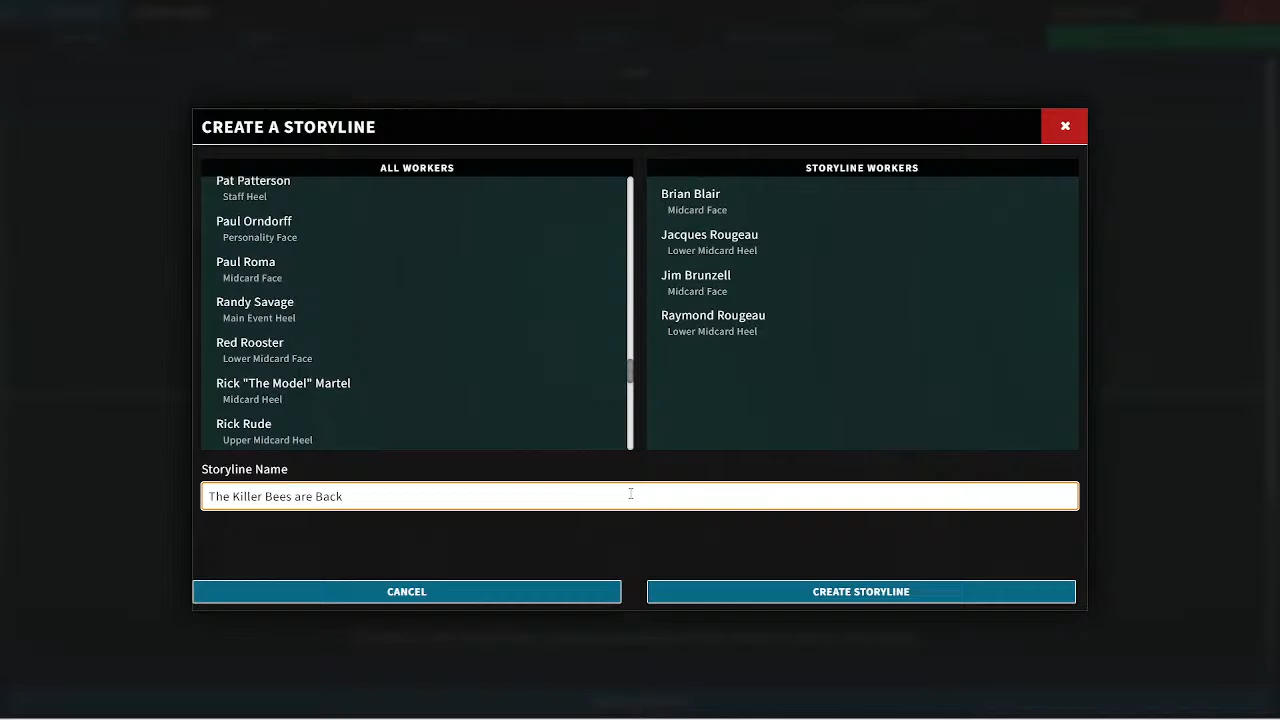 CREATE A STORYLINE
ALL WORKERS
Pat Patterson
Staff Heel
Paul Orndorff
Personality Face
Paul Roma
Midcard Face
Randy Savage
Main Event Heel
Red Rooster
Lower Midcard Face
Rick "The Model" Martel
Midcard Heel
Rick Rude
Upper Midcard Heel
STORYLINE WORKERS
Brian Blair
Midcard Face
Jacques Rougeau
Lower Midcard Heel
Jim Brunzell
Midcard Face
Raymond Rougeau
Lower Midcard Heel
Storyline Name
The Killer Bees are Back
CANCEL
CREATE STORYLINE